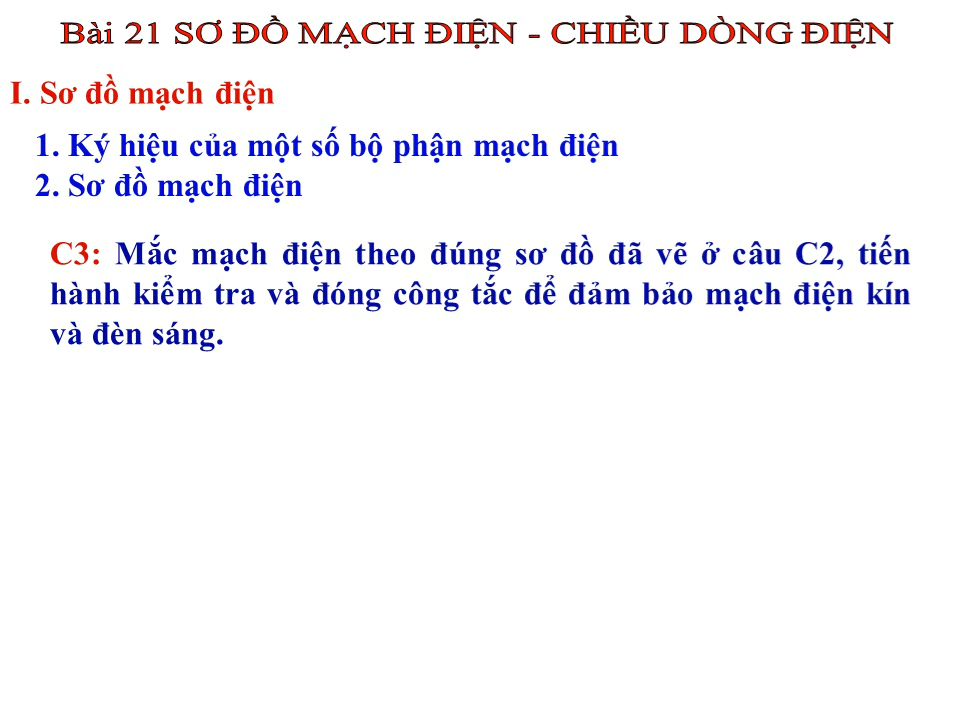 Bài 21 SƠ ĐỒ MẠCH ĐIỆN - CHIỀU DÒNG ĐIỆN
I. Sơ đồ mạch điện
1. Ký hiệu của một số bộ phận mạch điện
2. Sơ đồ mạch điện
C3: Mắc mạch điện theo đúng sơ đồ đã vẽ ở câu C2, tiến
hành kiểm tra và đóng công tắc để đảm bảo mạch điện kín
và đèn sáng.